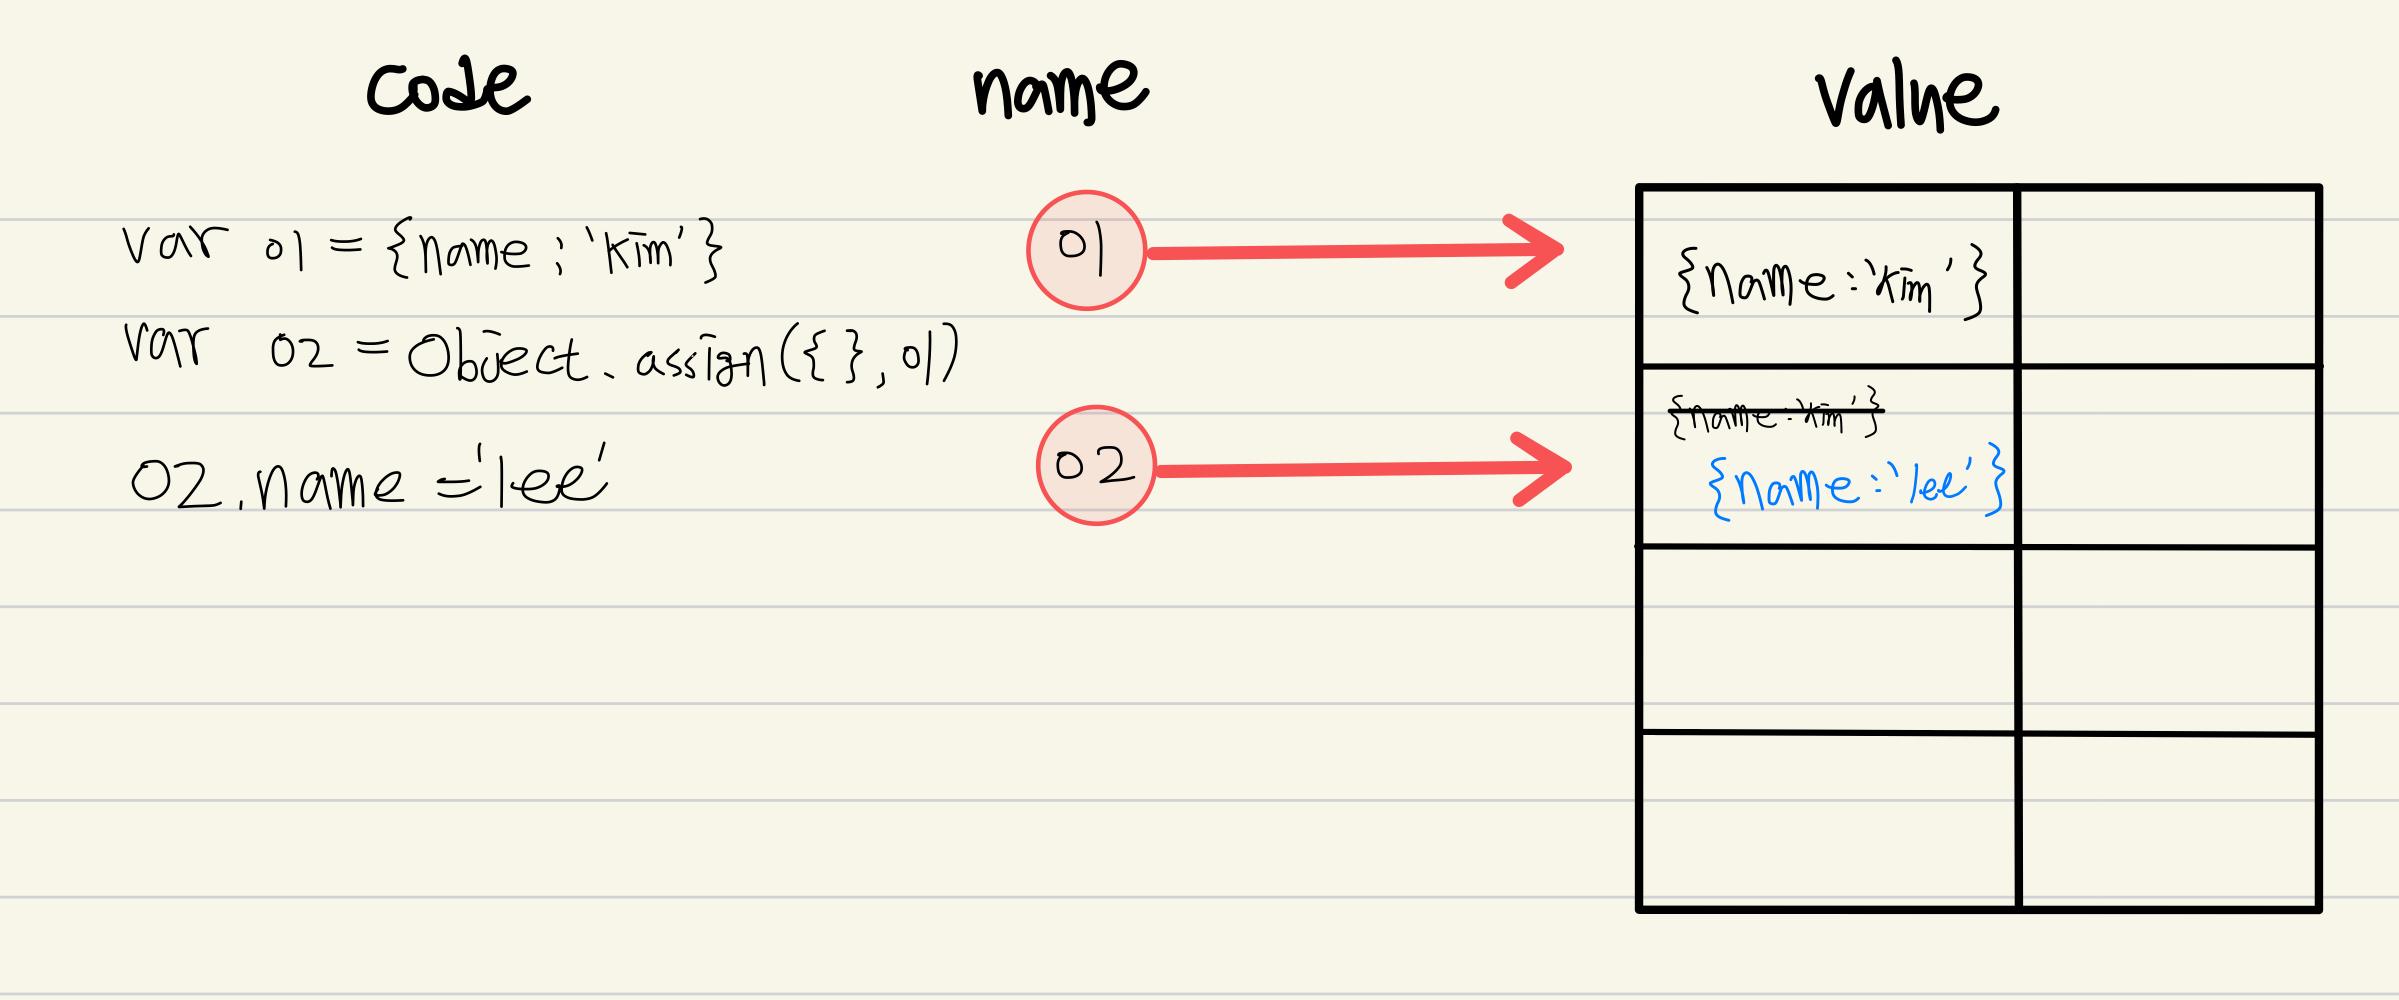 code
name
value
var o1 = {name:'kim'}
var o2 = Object.assign({ }, o1)
o2.name = 'lee'
o1
o2
{name:'kim'}
{name:'kim'}
{name:'lee'}